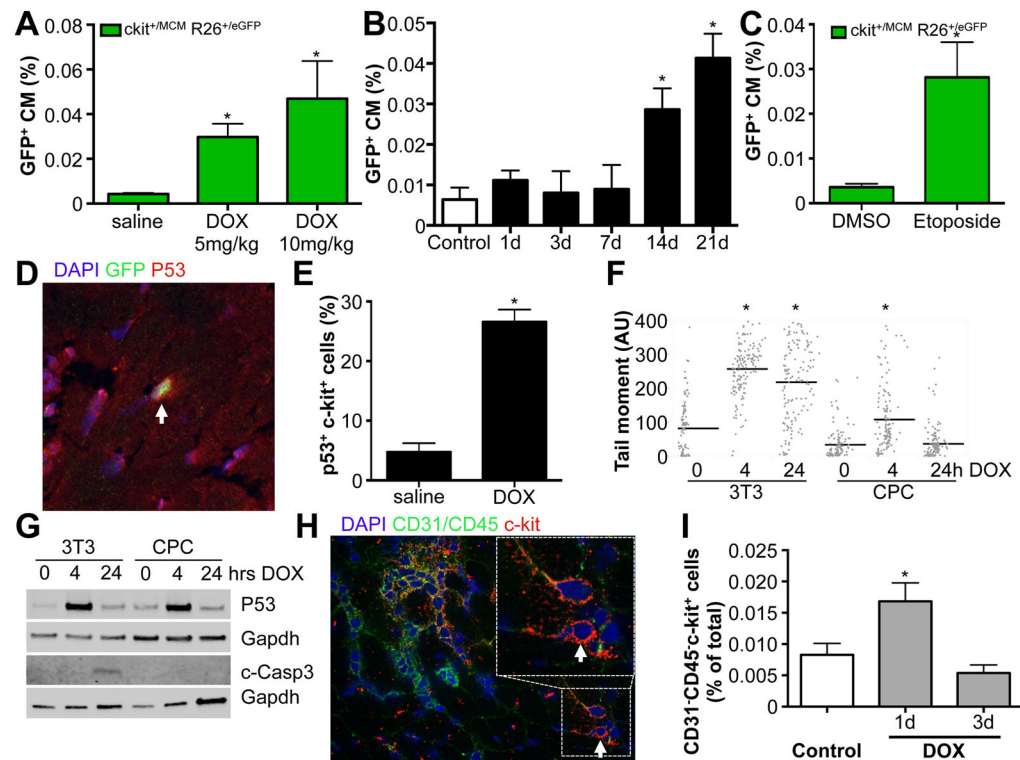 A
ckit+/MCM R26+/eGFP
GFP+ CM (%)
0.08
0.06
0.04
0.02
0
saline
DOX
5mg/kg
DOX
10mg/kg
*
*
B
GFP+ CM (%)
0.05
0.04
0.03
0.02
0.01
0
Control
1d
3d
7d
14d
21d
*
*
C
ckit+/MCM R26+/eGFP
GFP+ CM (%)
0.04
0.03
0.02
0.01
0.00
DMSO
Etoposide
*
D
DAPI GFP P53
E
p53+ c-kit+ cells (%)
30
20
10
0
saline
DOX
*
F
Tail moment (AU)
400
300
200
100
0
* * *
0 4 24 0 4 24h DOX
3T3 CPC
G
3T3 CPC
0 4 24 0 4 24 hrs DOX
P53
Gapdh
c-Casp3
Gapdh
H
DAPI CD31/CD45 c-kit
I
CD31-CD45-c-kit+ cells
(% of total)
0.020
0.015
0.010
0.005
0.000
*
1d 3d
Control DOX